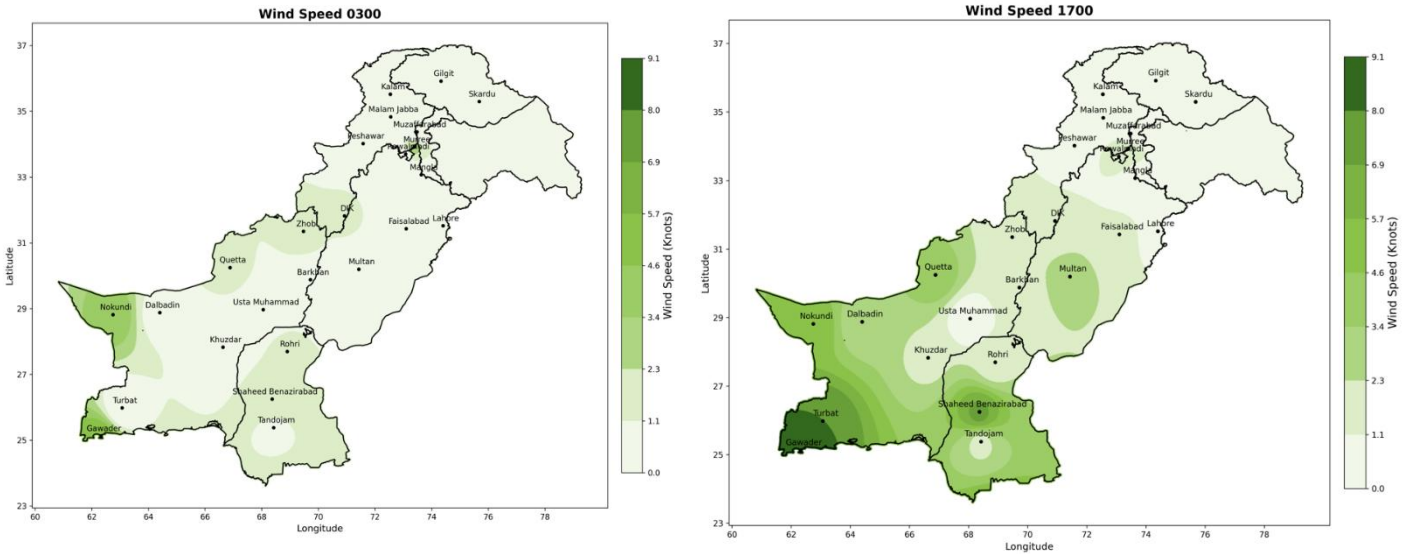 Wind Speed 0300
37
35
33
31
29
27
25
23
Latitude
60
62
64
66
68
70
72
74
76
78
Longitude
Gilgit
Kalam
Skardu
Malam Jabba
Muzafferabad
Murree
Peshawar
Mangla
DIK
Zhob
Faisalabad
Lahore
Quetta
Barkhan
Multan
Nokundi
Dalbadin
Usta Muhammad
Khuzdar
Rohri
Shaheed Benazirabad
Turbat
Tandojam
Gawader
9.1
8.0
6.9
5.7
4.6
3.4
2.3
1.1
0.0
Wind Speed (Knots)
Wind Speed 1700
37
35
33
31
29
27
25
23
Latitude
60
62
64
66
68
70
72
74
76
78
Longitude
Gilgit
Kalam
Skardu
Malam Jabba
Muzafferabad
Murree
Peshawar
Mangla
DIK
Zhob
Faisalabad
Lahore
Quetta
Barkhan
Multan
Nokundi
Dalbadin
Usta Muhammad
Khuzdar
Rohri
Shaheed Benazirabad
Turbat
Tandojam
Gawader
9.1
8.0
6.9
5.7
4.6
3.4
2.3
1.1
0.0
Wind Speed (Knots)